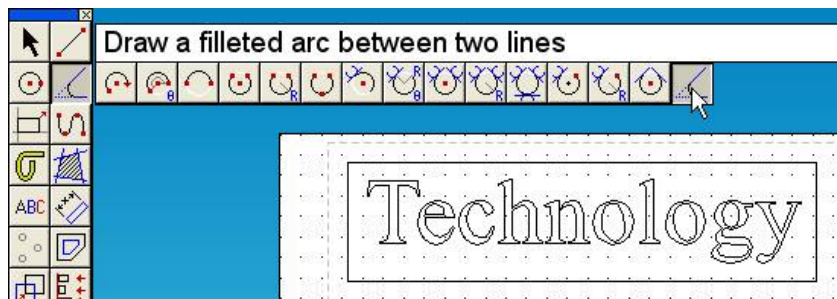 Draw a filleted arc between two lines
θ
R
R
θ
R
R
Technology
ABC